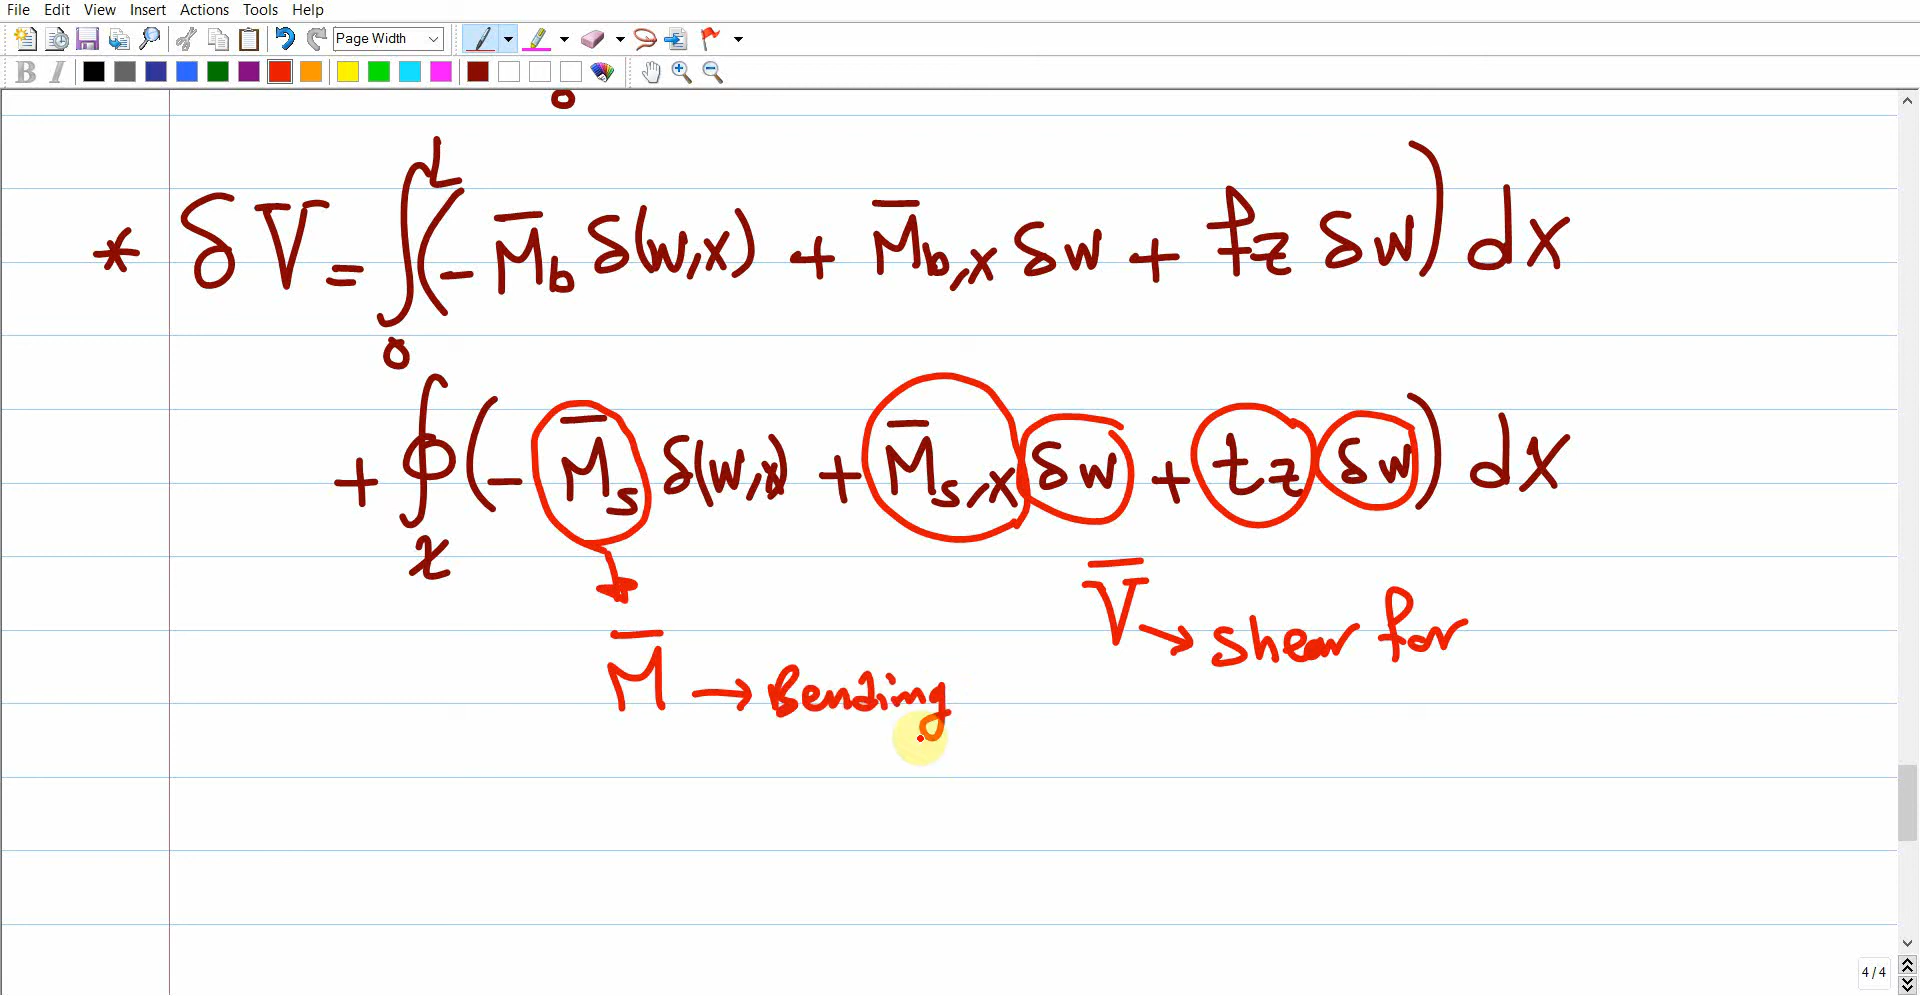 File Edit View Insert Actions Tools Help
Page Width
B I
0
* δV = ∫₀ᴸ (- M̄b δ(w,x) + M̄b,x δw + fz δw) dx
+ ∮χ (- M̄s δ(w,x) + M̄s,x δw + tz δw) dx
V̄ → shear for
M̄ → Bending
4 / 4